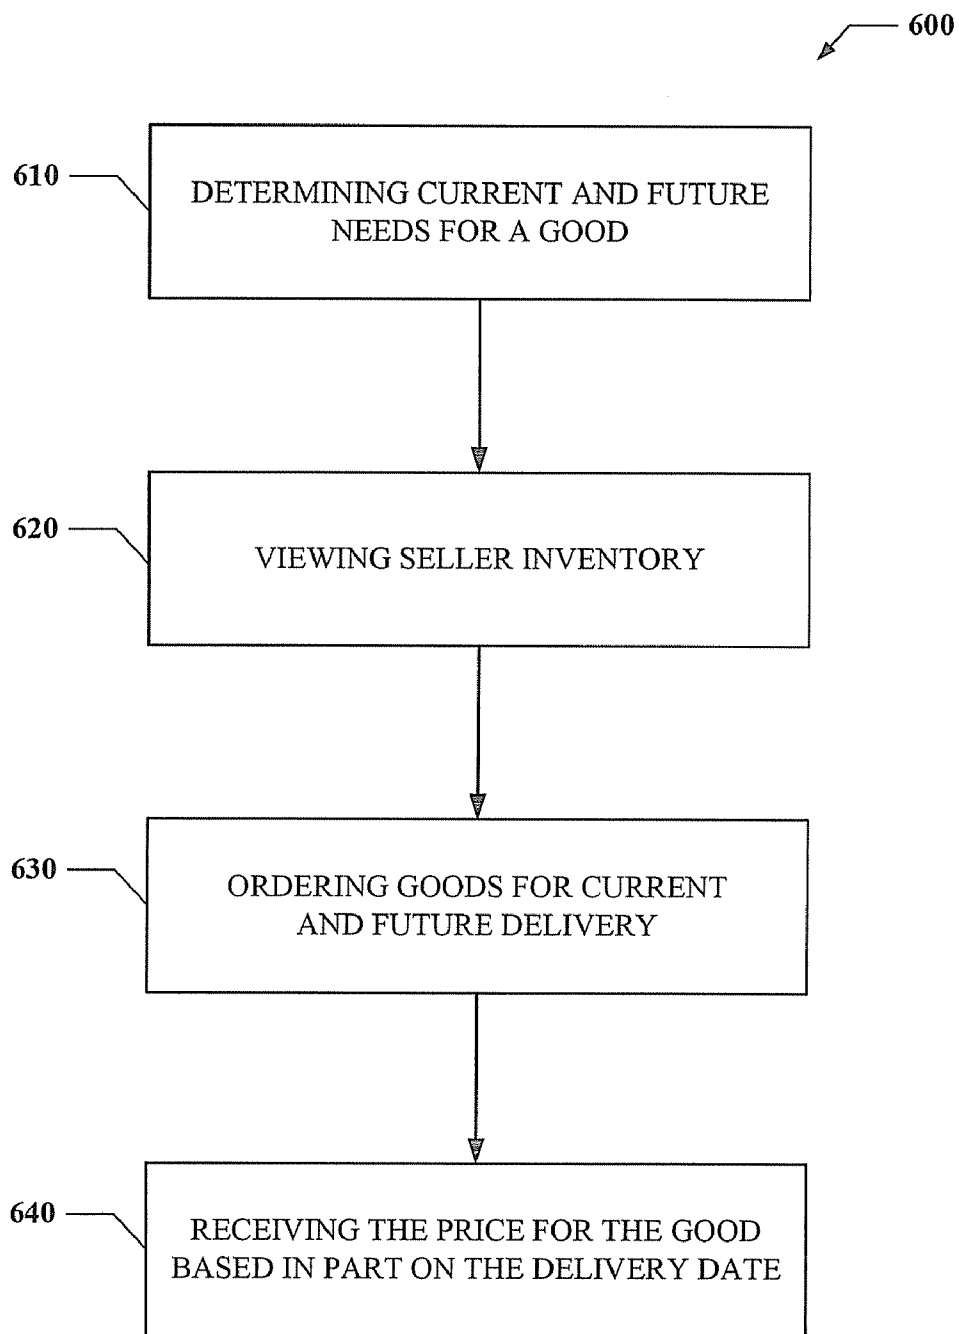 600
610
DETERMINING CURRENT AND FUTURE
NEEDS FOR A GOOD
620
VIEWING SELLER INVENTORY
630
ORDERING GOODS FOR CURRENT
AND FUTURE DELIVERY
640
RECEIVING THE PRICE FOR THE GOOD
BASED IN PART ON THE DELIVERY DATE